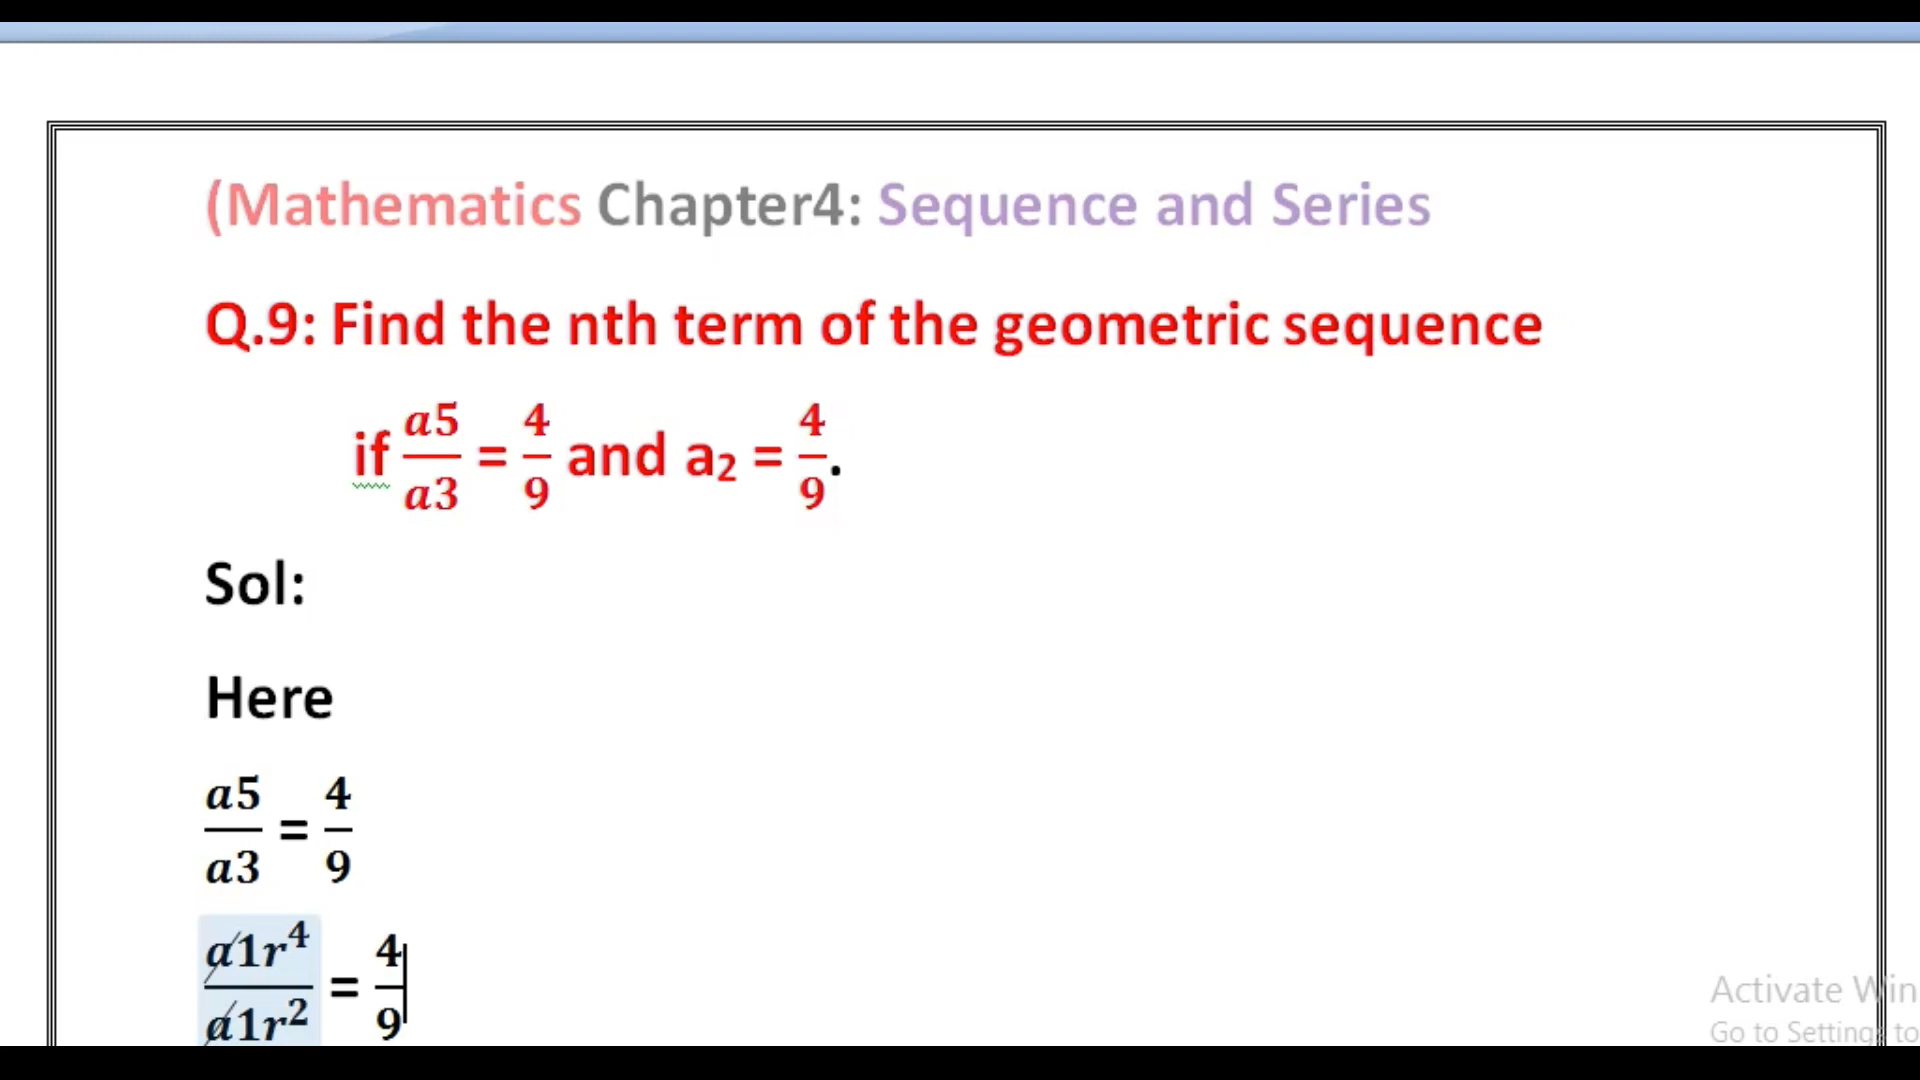 (Mathematics Chapter4: Sequence and Series
Q.9: Find the nth term of the geometric sequence
if a5/a3 = 4/9 and a₂ = 4/9.
Sol:
Here
a5/a3 = 4/9
a1r⁴/a1r² = 4/9
Activate Win
Go to Settings to